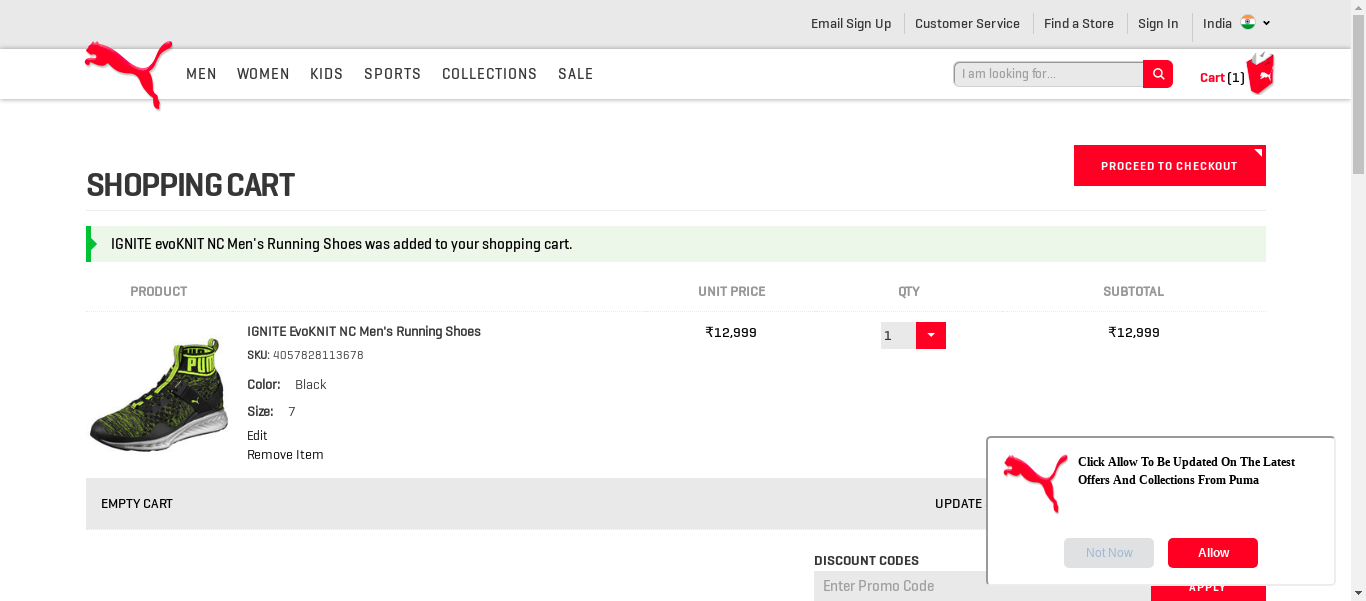 Email Sign Up
Customer Service
Find a Store
Sign In
India
MEN
WOMEN
KIDS
SPORTS
COLLECTIONS
SALE
I am looking for...
Cart (1)
SHOPPING CART
PROCEED TO CHECKOUT
IGNITE evoKNIT NC Men's Running Shoes was added to your shopping cart.
PRODUCT
UNIT PRICE
QTY
SUBTOTAL
IGNITE EvoKNIT NC Men's Running Shoes
₹12,999
1
₹12,999
SKU: 4057828113678
Color: Black
Size: 7
Edit
Remove Item
Click Allow To Be Updated On The Latest
Offers And Collections From Puma
Not Now
Allow
EMPTY CART
UPDATE
DISCOUNT CODES
Enter Promo Code
APPLY